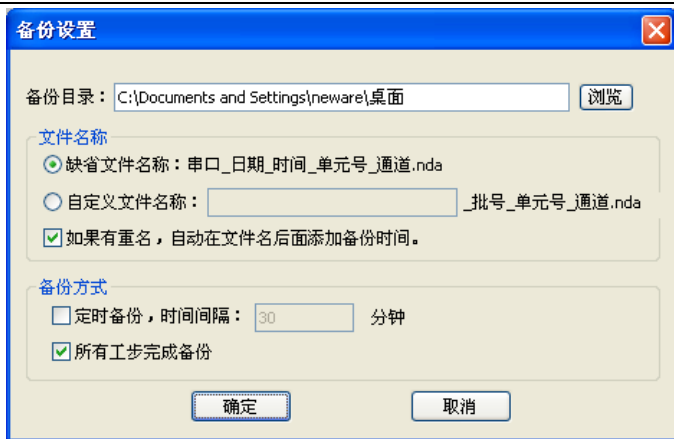 备份设置
备份目录： C:\Documents and Settings\neware\桌面 浏览
文件名称
缺省文件名称：串口_日期_时间_单元号_通道.nda
自定义文件名称： _批号_单元号_通道.nda
如果有重名，自动在文件名后面添加备份时间。
备份方式
定时备份，时间间隔： 30 分钟
所有工步完成备份
确定 取消